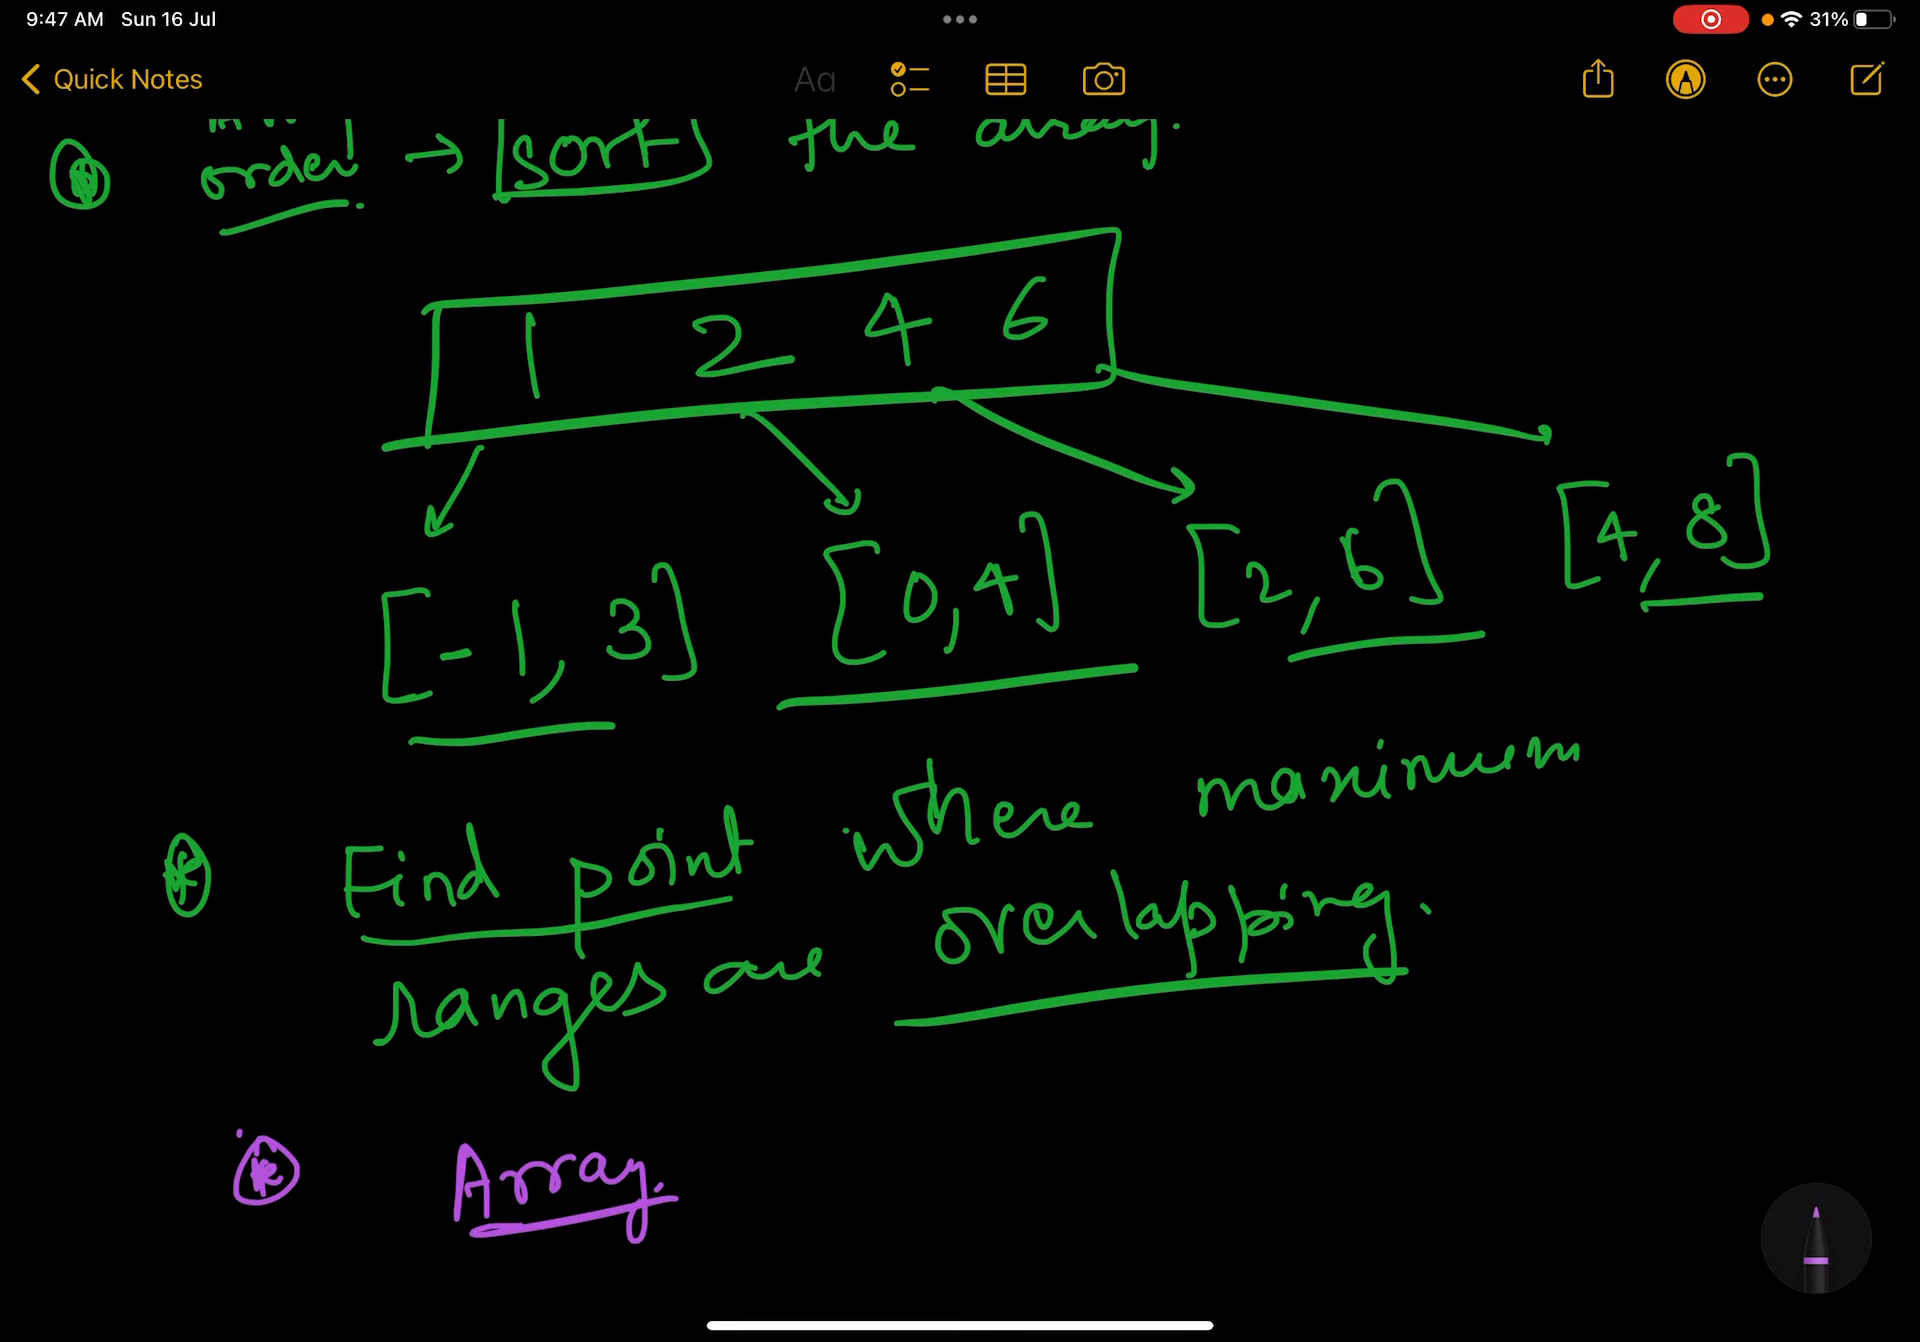 9:47 AM Sun 16 Jul
31%
Quick Notes
Aa
order. → sort the array.
1 2 4 6
[-1, 3] [0,4] [2,6] [4,8]
Find point where maximum
ranges are overlapping.
Array.